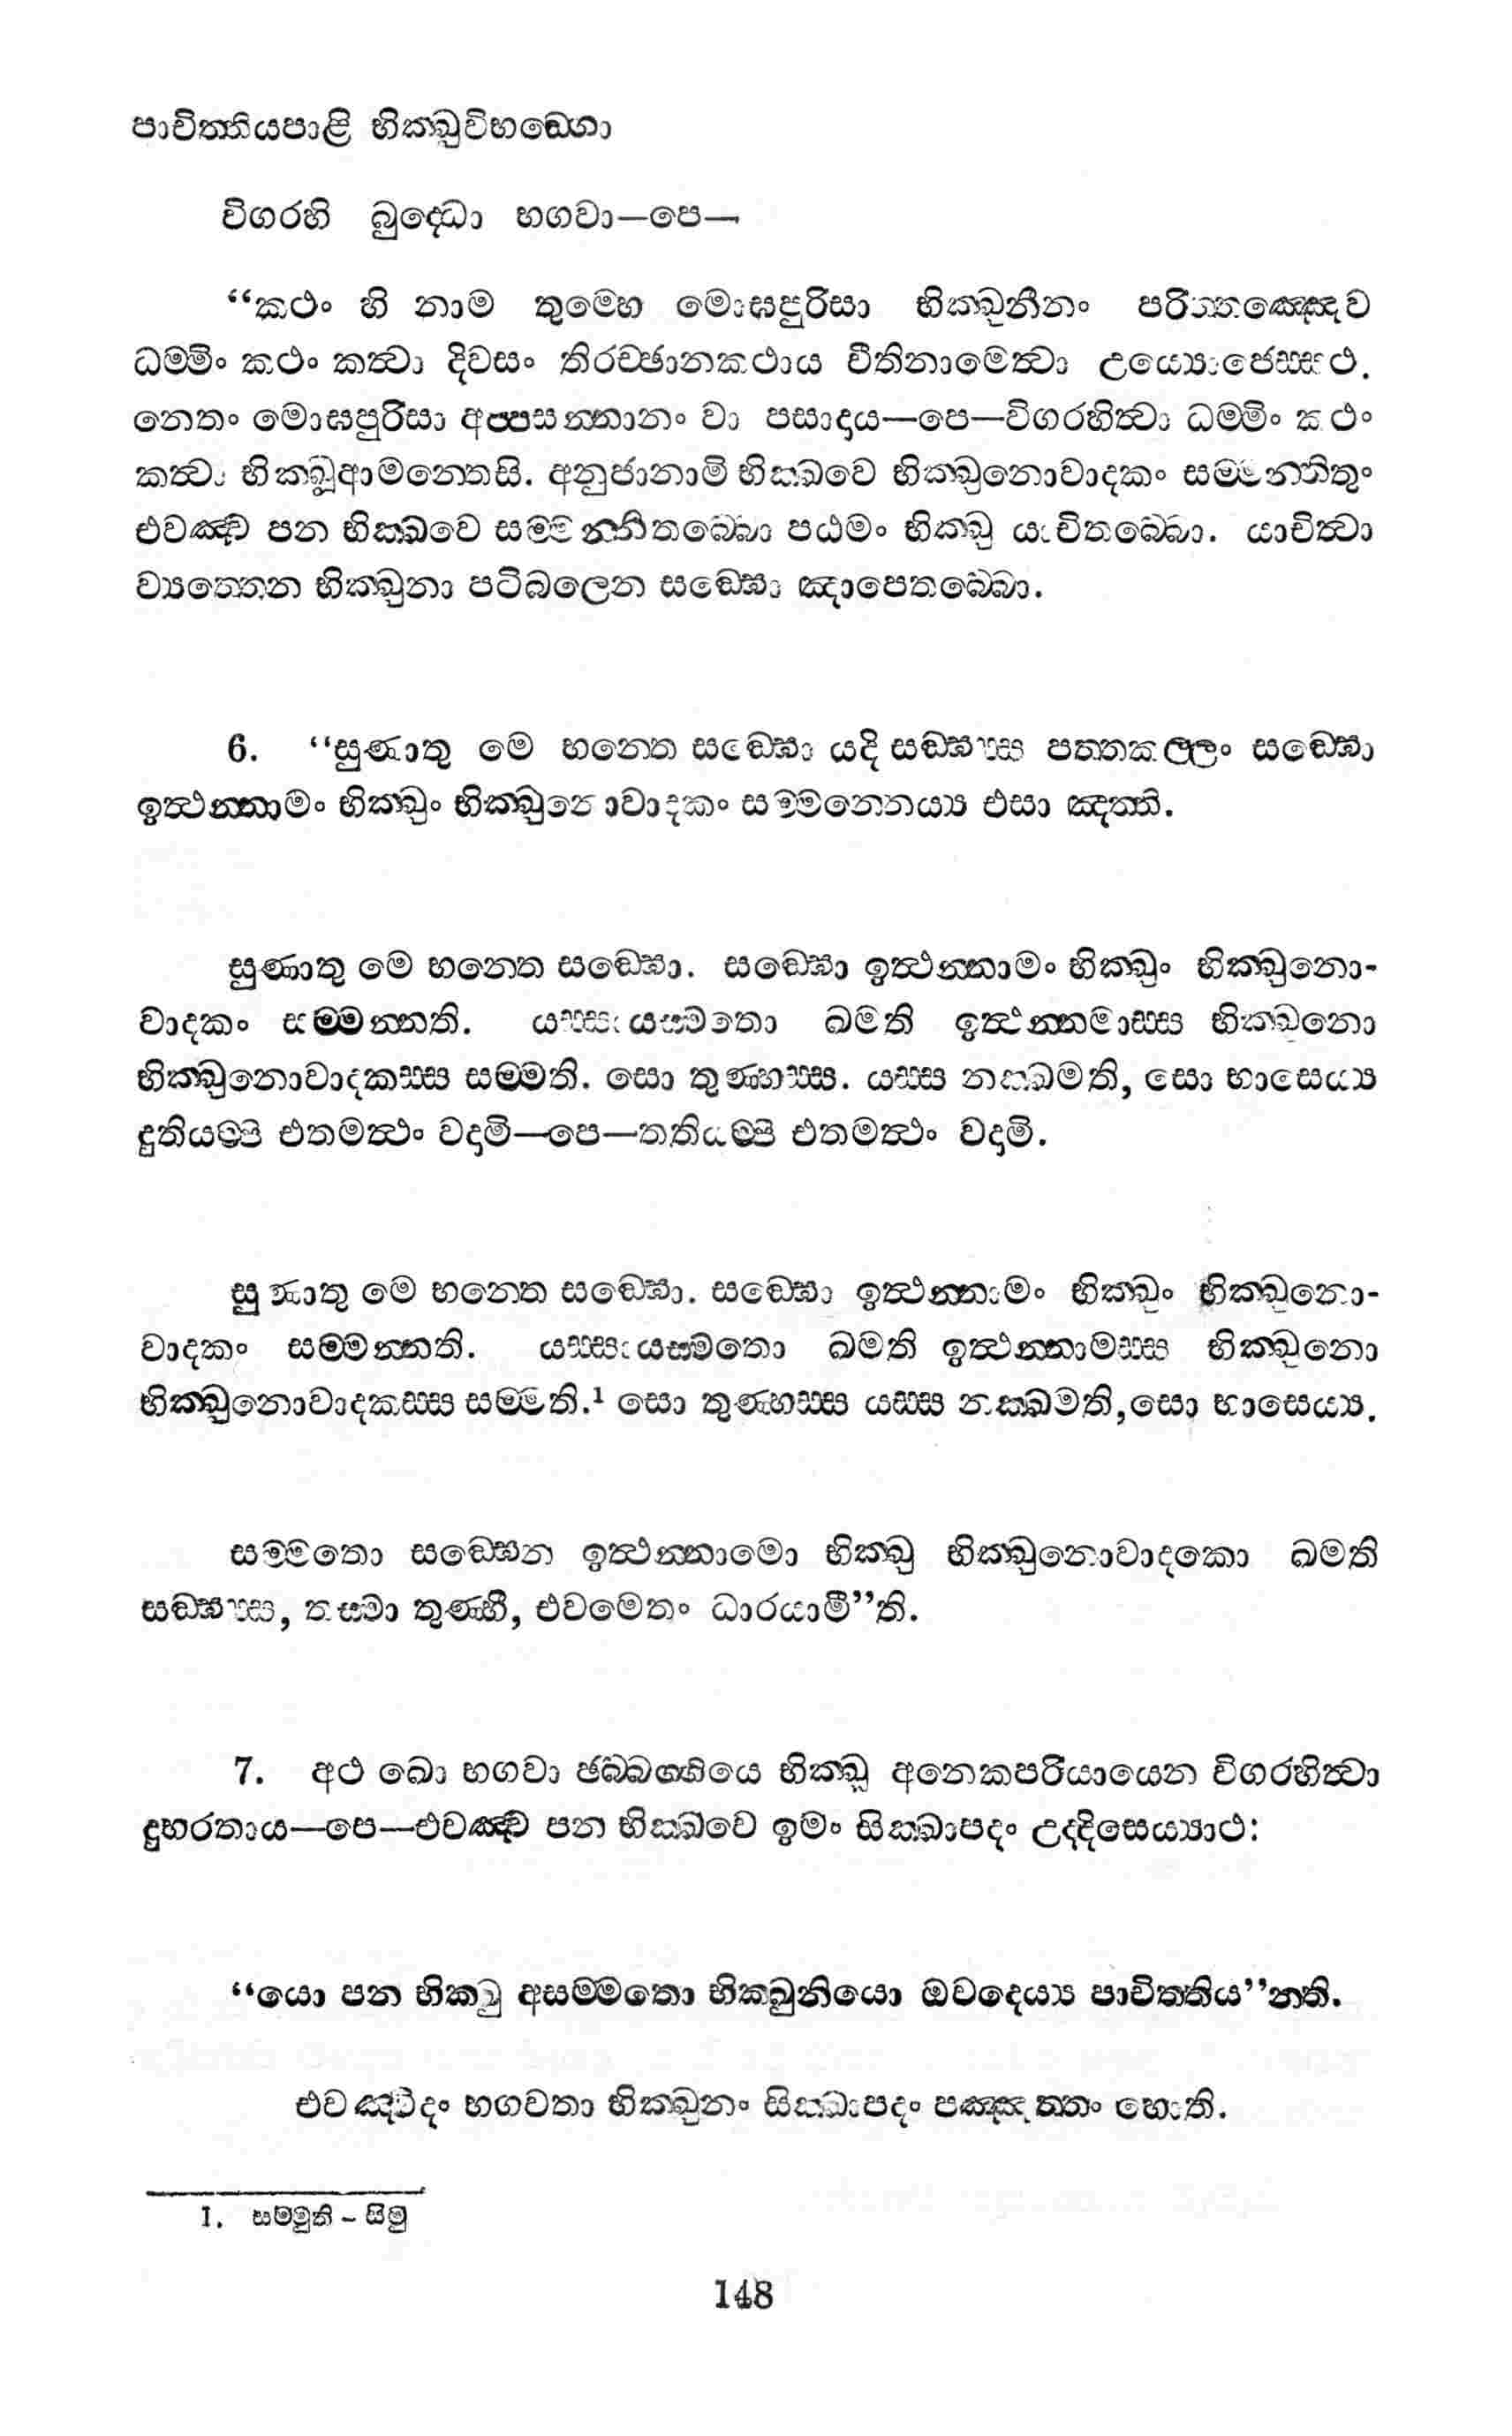 පාචිත්තියපාළි භික්ඛුවිභඞ්ගො
විගරහි බුද්ධො භගවා—පෙ—
“කථං හි නාම තුම්හෙ මොඝපුරිසා භික්ඛුනීනං පරිත්තඤ්ඤෙව
ධම්මිං කථං කත්වා දිවසං තිරච්ඡානකථාය වීතිනාමෙත්වා උය්‍යොජෙස්සථ.
නෙතං මොඝපුරිසා අප්පසන්නානං වා පසාදාය—පෙ—විගරහිත්වා ධම්මිං කථං
කත්වා භික්ඛූආමන්තෙසි. අනුජානාමි භික්ඛවෙ භික්ඛුනොවාදකං සම්මන්නිතුං
එවඤ්ච පන භික්ඛවෙ සම්මන්නිතබ්බො පඨමං භික්ඛු යාචිතබ්බො. යාචිත්වා
ව්‍යත්තෙන භික්ඛුනා පටිබලෙන සඞ්ඝො ඤාපෙතබ්බො.
6. “සුණාතු මෙ භන්තෙ සඞ්ඝො යදි සඞ්ඝස්ස පත්තකල්ලං සඞ්ඝො
ඉත්ථන්නාමං භික්ඛුං භික්ඛුනොවාදකං සම්මන්නෙය්‍ය එසා ඤත්ති.
සුණාතු මෙ භන්තෙ සඞ්ඝො. සඞ්ඝො ඉත්ථන්නාමං භික්ඛුං භික්ඛුනො-
වාදකං සම්මන්නති. යස්සායස්මතො ඛමති ඉත්ථන්නමාස්ස භික්ඛුනො
භික්ඛුනොවාදකස්ස සම්මති. සො තුණ්හස්ස. යස්ස නක්ඛමති, සො භාසෙය්‍ය
දුතියම්පි එතමත්ථං වදාමි—පෙ—තතියම්පි එතමත්ථං වදාමි.
සුණාතු මෙ භන්තෙ සඞ්ඝො. සඞ්ඝො ඉත්ථන්නාමං භික්ඛුං භික්ඛුනො-
වාදකං සම්මන්නති. යස්සායස්මතො ඛමති ඉත්ථන්නාමස්ස භික්ඛුනො
භික්ඛුනොවාදකස්ස සම්මති.¹ සො තුණ්හස්ස යස්ස නක්ඛමති,සො භාසෙය්‍ය.
සම්මතො සඞ්ඝෙන ඉත්ථන්නාමො භික්ඛු භික්ඛුනොවාදකො ඛමති
සඞ්ඝස්ස, තස්මා තුණ්හී, එවමෙතං ධාරයාමී”ති.
7. අථ ඛො භගවා ඡබ්බග්ගියෙ භික්ඛූ අනෙකපරියායෙන විගරහිත්වා
දුභරතාය—පෙ—එවඤ්ච පන භික්ඛවෙ ඉමං සික්ඛාපදං උද්දිසෙය්‍යාථ:
“යො පන භික්ඛු අසම්මතො භික්ඛුනියො ඔවදෙය්‍ය පාචිත්තිය”න්ති.
එවඤ්චිදං භගවතා භික්ඛුනං සික්ඛාපදං පඤ්ඤත්තං හොති.
1. සම්මුති - සිමු
148